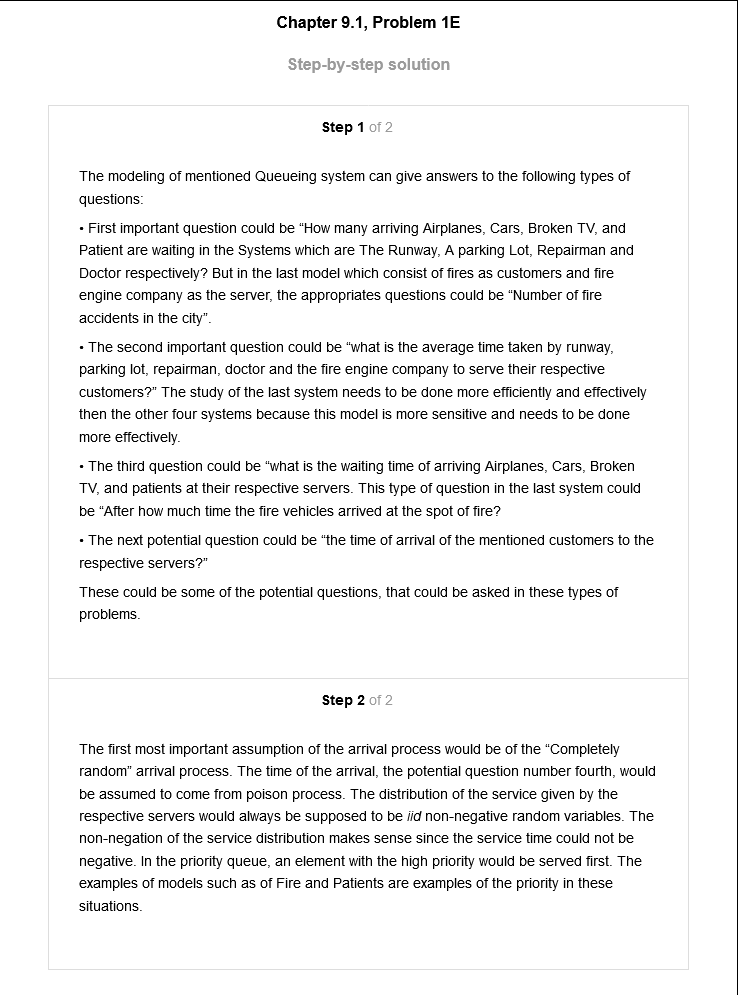 Chapter 9.1, Problem 1E
Step-by-step solution
Step 1 of 2
The modeling of mentioned Queueing system can give answers to the following types of
questions:
• First important question could be “How many arriving Airplanes, Cars, Broken TV, and
Patient are waiting in the Systems which are The Runway, A parking Lot, Repairman and
Doctor respectively? But in the last model which consist of fires as customers and fire
engine company as the server, the appropriates questions could be “Number of fire
accidents in the city”.
• The second important question could be “what is the average time taken by runway,
parking lot, repairman, doctor and the fire engine company to serve their respective
customers?” The study of the last system needs to be done more efficiently and effectively
then the other four systems because this model is more sensitive and needs to be done
more effectively.
• The third question could be “what is the waiting time of arriving Airplanes, Cars, Broken
TV, and patients at their respective servers. This type of question in the last system could
be “After how much time the fire vehicles arrived at the spot of fire?
• The next potential question could be “the time of arrival of the mentioned customers to the
respective servers?”
These could be some of the potential questions, that could be asked in these types of
problems.
Step 2 of 2
The first most important assumption of the arrival process would be of the “Completely
random” arrival process. The time of the arrival, the potential question number fourth, would
be assumed to come from poison process. The distribution of the service given by the
respective servers would always be supposed to be iid non-negative random variables. The
non-negation of the service distribution makes sense since the service time could not be
negative. In the priority queue, an element with the high priority would be served first. The
examples of models such as of Fire and Patients are examples of the priority in these
situations.